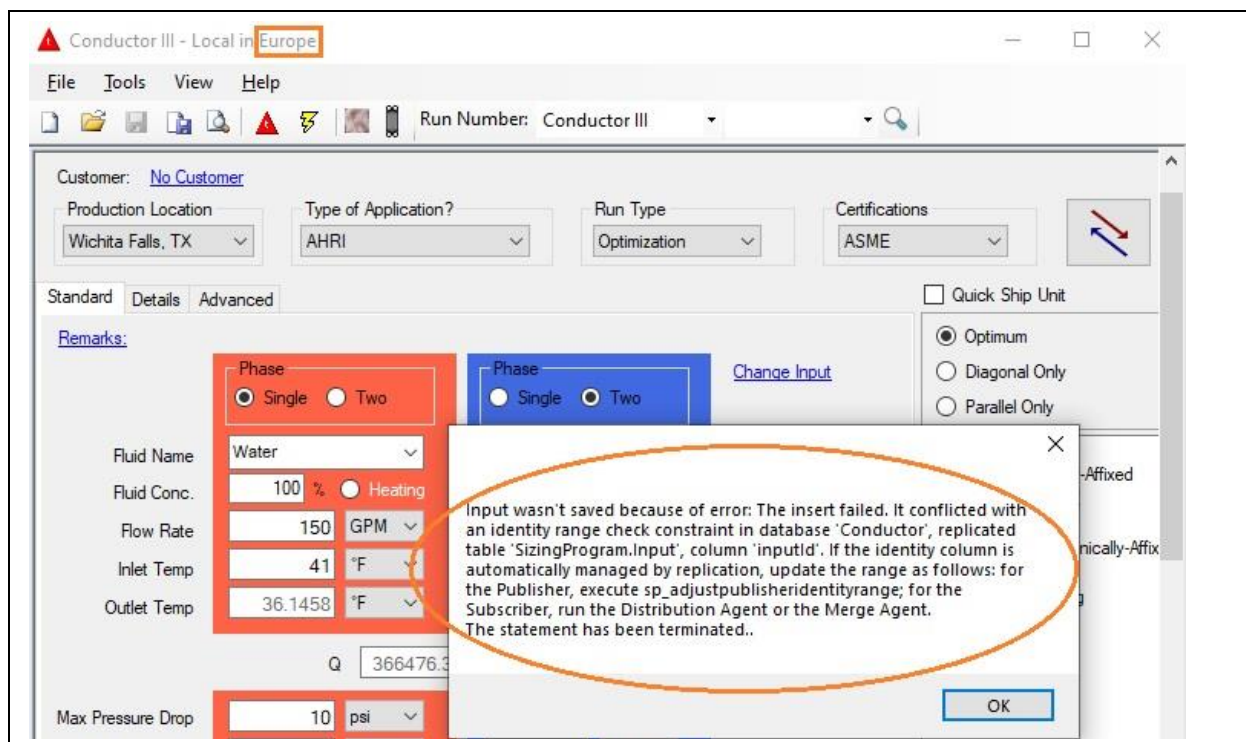 Conductor III - Local in Europe
File Tools View Help
Run Number: Conductor III
Customer: No Customer
Production Location Type of Application? Run Type Certifications
Wichita Falls, TX AHRI Optimization ASME
Standard Details Advanced Quick Ship Unit
Remarks: Optimum
Phase Phase Change Input Diagonal Only
Single Two Single Two Parallel Only
Fluid Name Water
Fluid Conc. 100 % Heating -Affixed
Flow Rate 150 GPM
Inlet Temp 41 °F
Outlet Temp 36.1458 °F
Input wasn't saved because of error: The insert failed. It conflicted with
an identity range check constraint in database 'Conductor', replicated
table 'SizingProgram.Input', column 'inputId'. If the identity column is
automatically managed by replication, update the range as follows: for
the Publisher, execute sp_adjustpublisheridentityrange; for the
Subscriber, run the Distribution Agent or the Merge Agent.
The statement has been terminated..
Q 366476.3
OK
Max Pressure Drop 10 psi